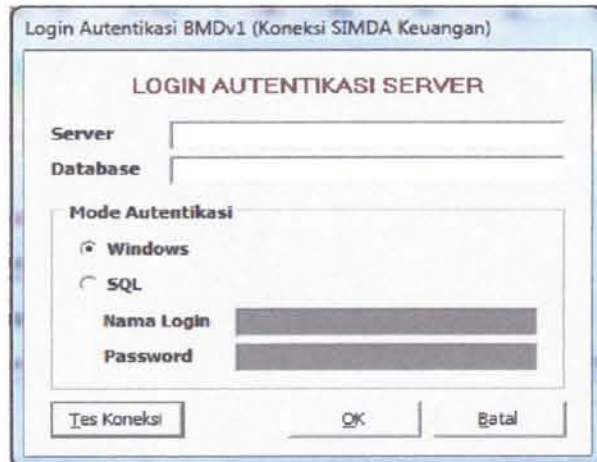 Login Autentikasi BMDv1 (Koneksi SIMDA Keuangan)
LOGIN AUTENTIKASI SERVER
Server
Database
Mode Autentikasi
Windows
SQL
Nama Login
Password
Tes Koneksi OK Batal